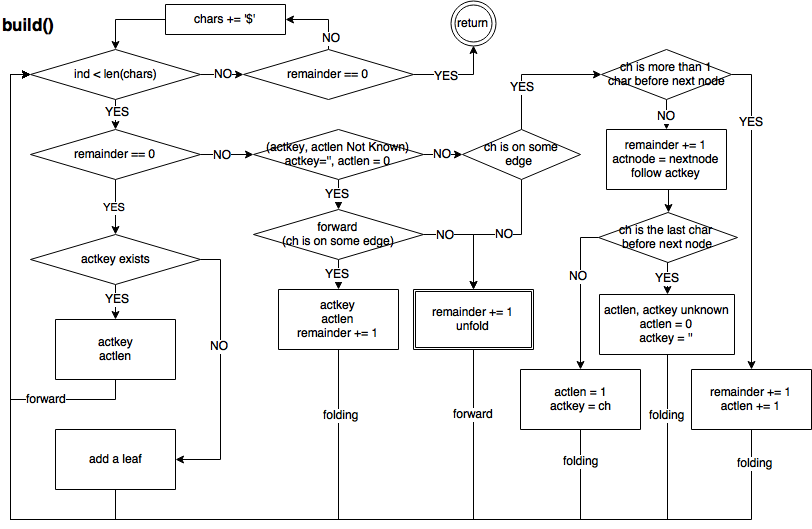 build()
chars += '$'
return
NO
ind < len(chars)
NO
remainder == 0
YES
YES
ch is more than 1
char before next node
YES
NO
YES
remainder == 0
NO
(actkey, actlen Not Known)
actkey='', actlen = 0
NO
ch is on some
edge
remainder += 1
actnode = nextnode
follow actkey
YES
YES
forward
(ch is on some edge)
NO
NO
ch is the last char
before next node
actkey exists
YES
NO
YES
YES
actkey
actlen
NO
actkey
actlen
remainder += 1
remainder += 1
unfold
actlen, actkey unknown
actlen = 0
actkey = ''
forward
folding
forward
actlen = 1
actkey = ch
folding
remainder += 1
actlen += 1
add a leaf
folding
folding